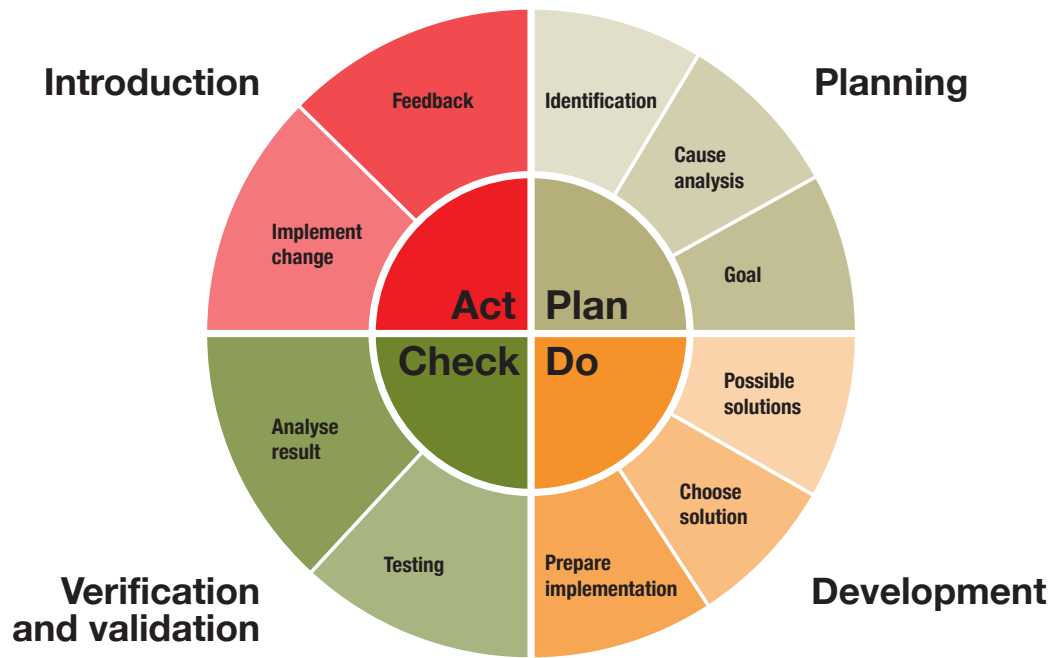 Introduction
Planning
Feedback
Identification
Cause
analysis
Implement
change
Goal
Act
Plan
Check
Do
Possible
solutions
Analyse
result
Choose
solution
Testing
Prepare
implementation
Verification
and validation
Development